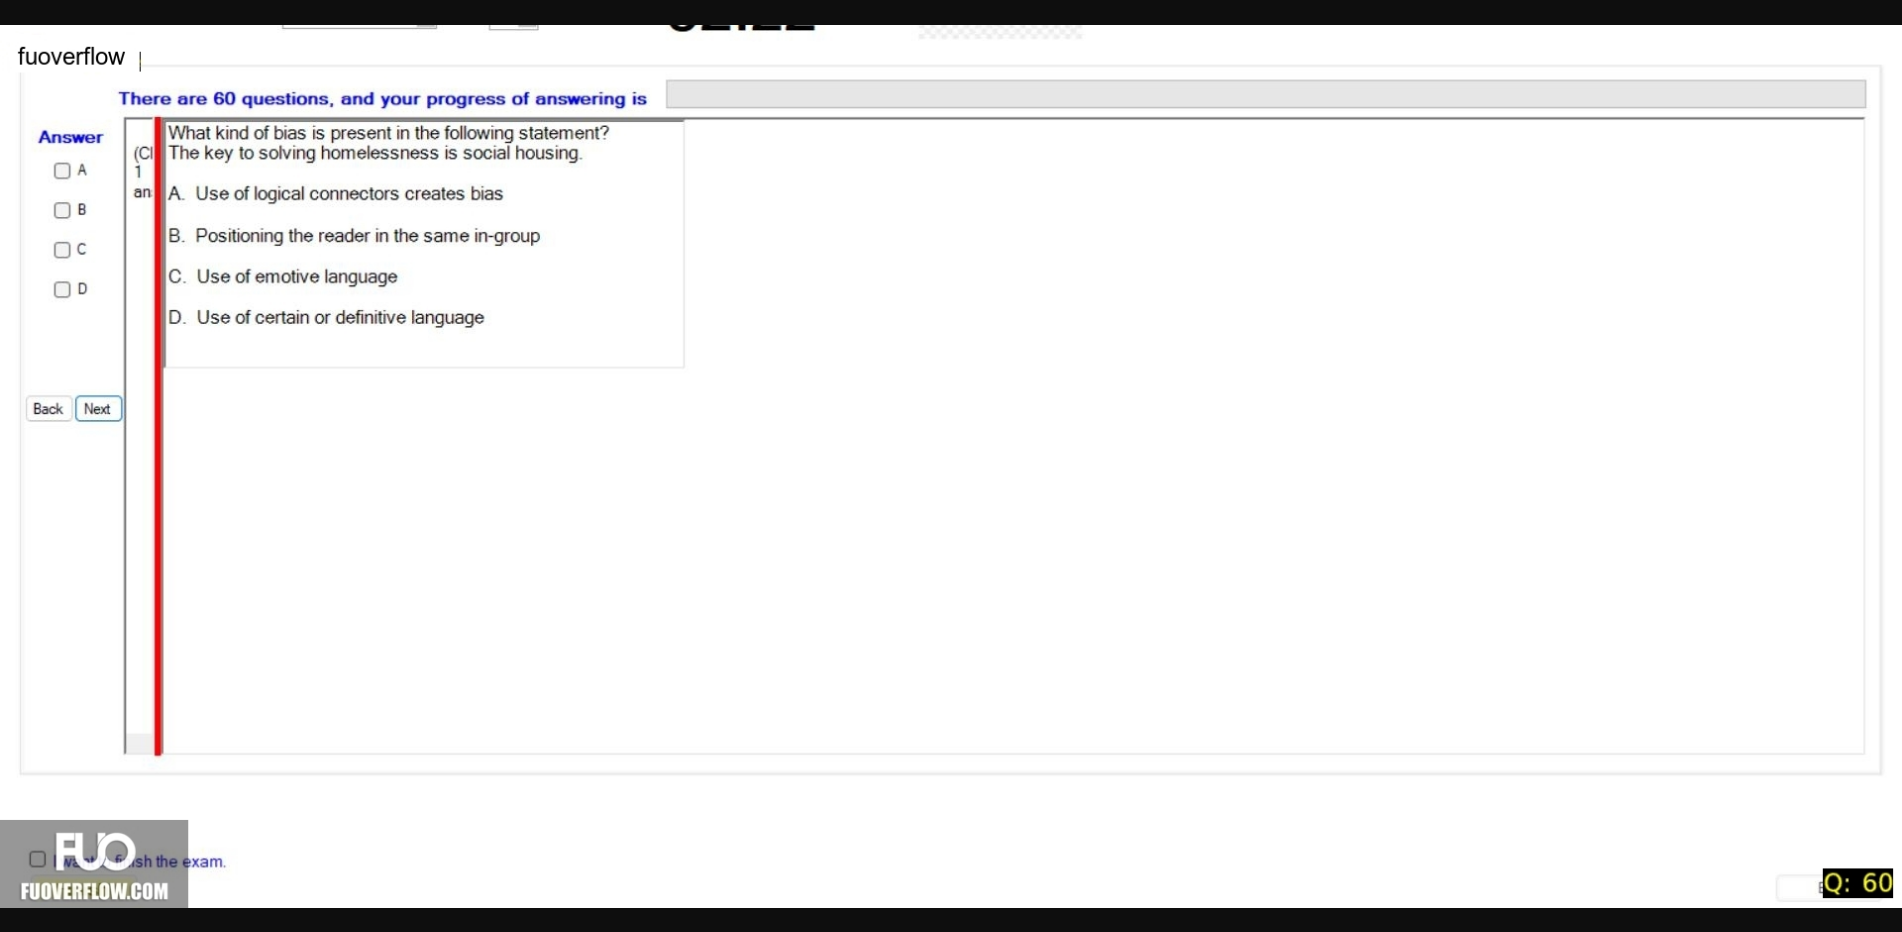 fuoverflow
There are 60 questions, and your progress of answering is
Answer
A
B
C
D
(Cl
1
an
What kind of bias is present in the following statement?
The key to solving homelessness is social housing.
A. Use of logical connectors creates bias
B. Positioning the reader in the same in-group
C. Use of emotive language
D. Use of certain or definitive language
Back Next
FUO
the exam.
FUOVERFLOW.COM
Q: 60